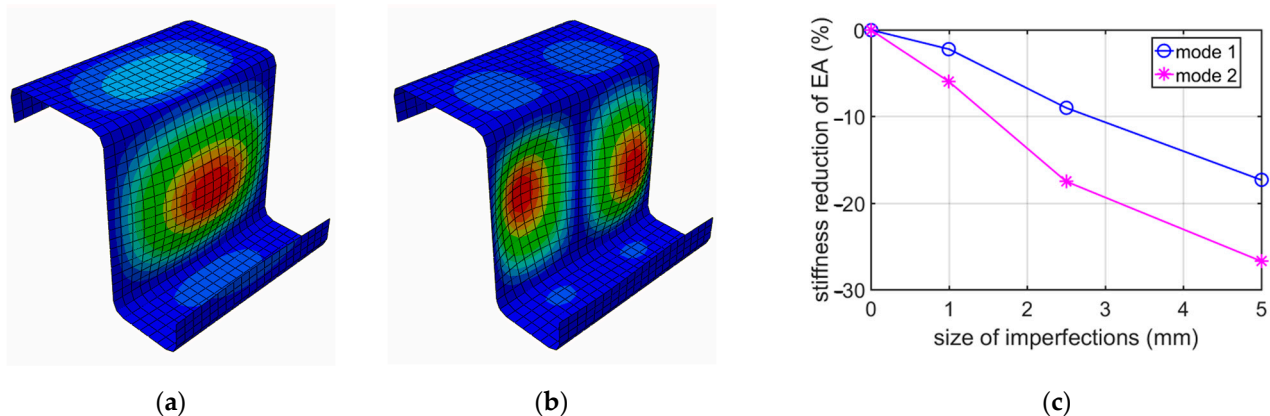 stiffness reduction of EA (%)
0
−10
−20
−30
mode 1
mode 2
0 1 2 3 4 5
size of imperfections (mm)
(a) (b) (c)